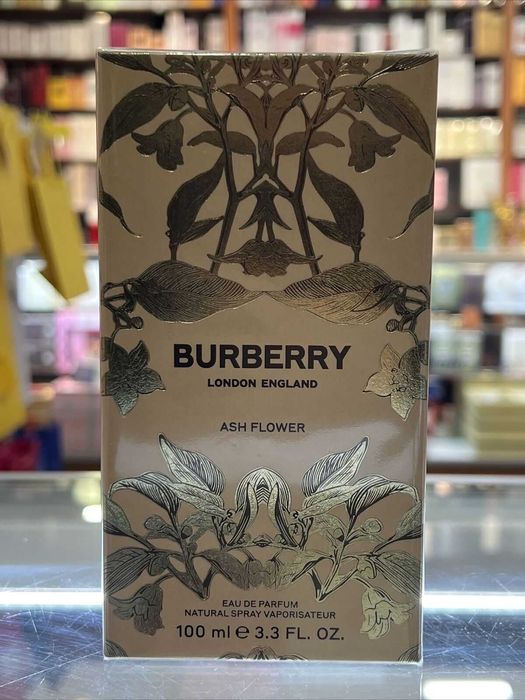 BURBERRY
LONDON ENGLAND
ASH FLOWER
EAU DE PARFUM
NATURAL SPRAY VAPORISATEUR
100 ml ℮ 3.3 FL. OZ.